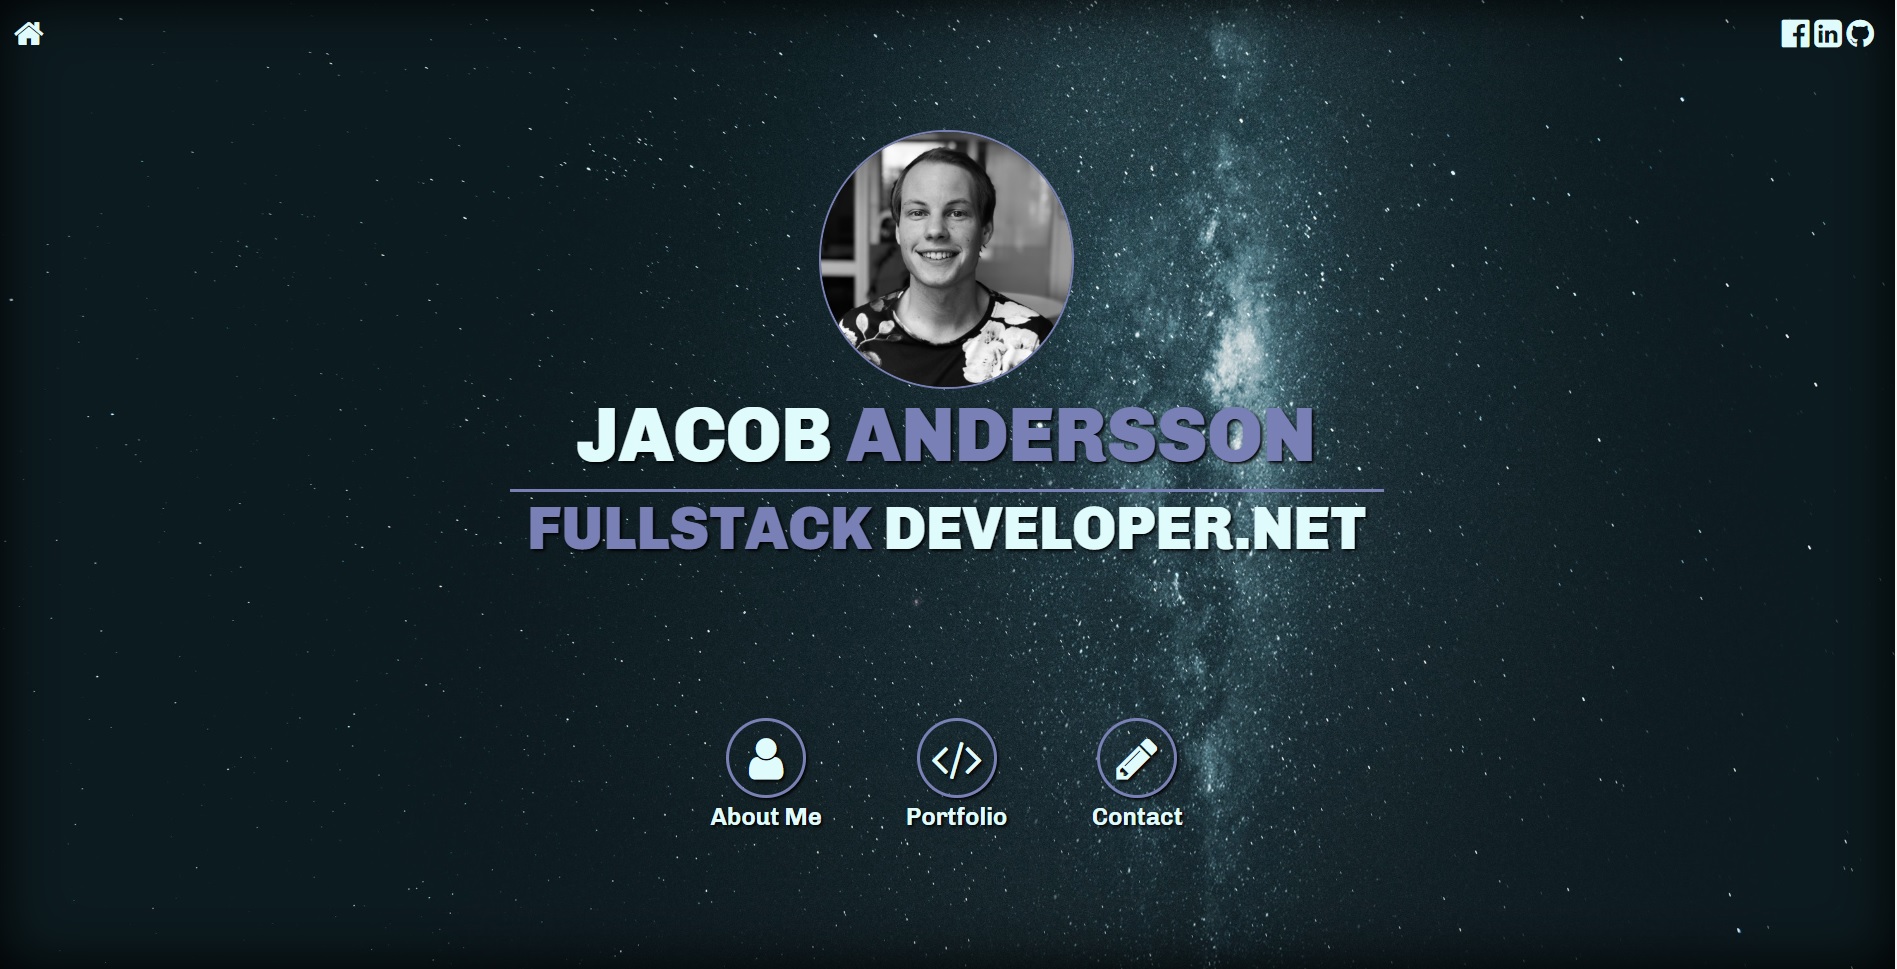 JACOB ANDERSSON
FULLSTACK DEVELOPER.NET
About Me
Portfolio
Contact